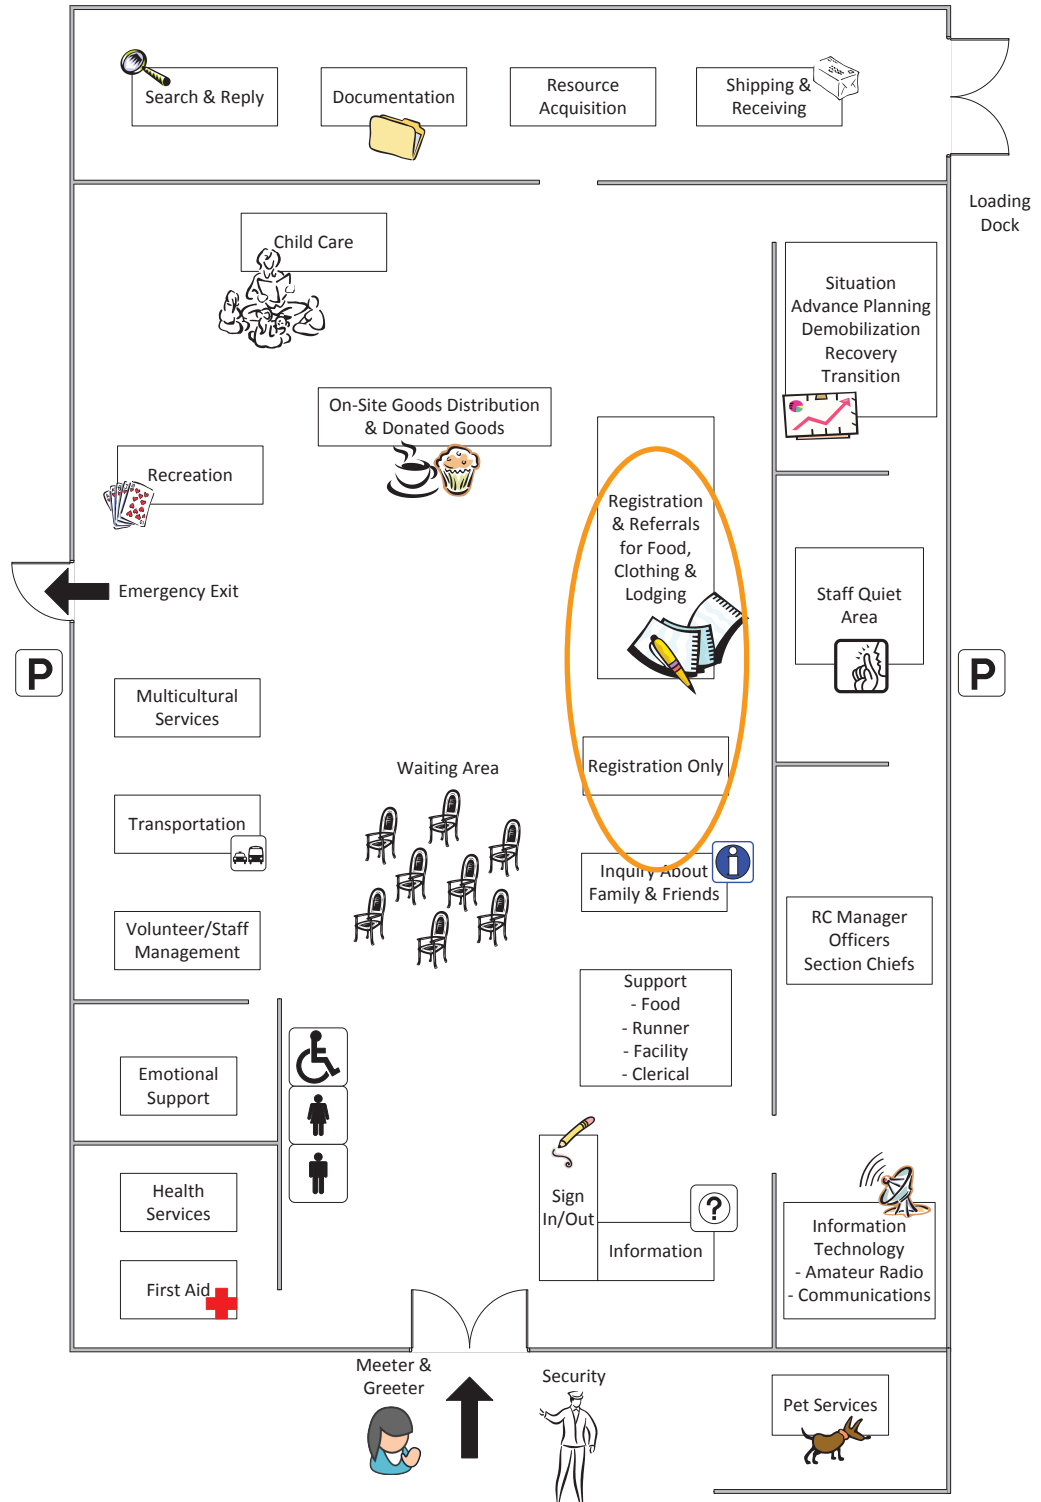 Search & Reply
Documentation
Resource
Acquisition
Shipping &
Receiving
Loading
Dock
Child Care
Situation
Advance Planning
Demobilization
Recovery
Transition
On-Site Goods Distribution
& Donated Goods
Recreation
Registration
& Referrals
for Food,
Clothing &
Lodging
Emergency Exit
Staff Quiet
Area
P
P
Multicultural
Services
Waiting Area
Registration Only
Transportation
Inquiry About
Family & Friends
i
Volunteer/Staff
Management
RC Manager
Officers
Section Chiefs
Support
- Food
- Runner
- Facility
- Clerical
Emotional
Support
Health
Services
Sign
In/Out
?
Information
Information
Technology
- Amateur Radio
- Communications
First Aid
Meeter &
Greeter
Security
Pet Services